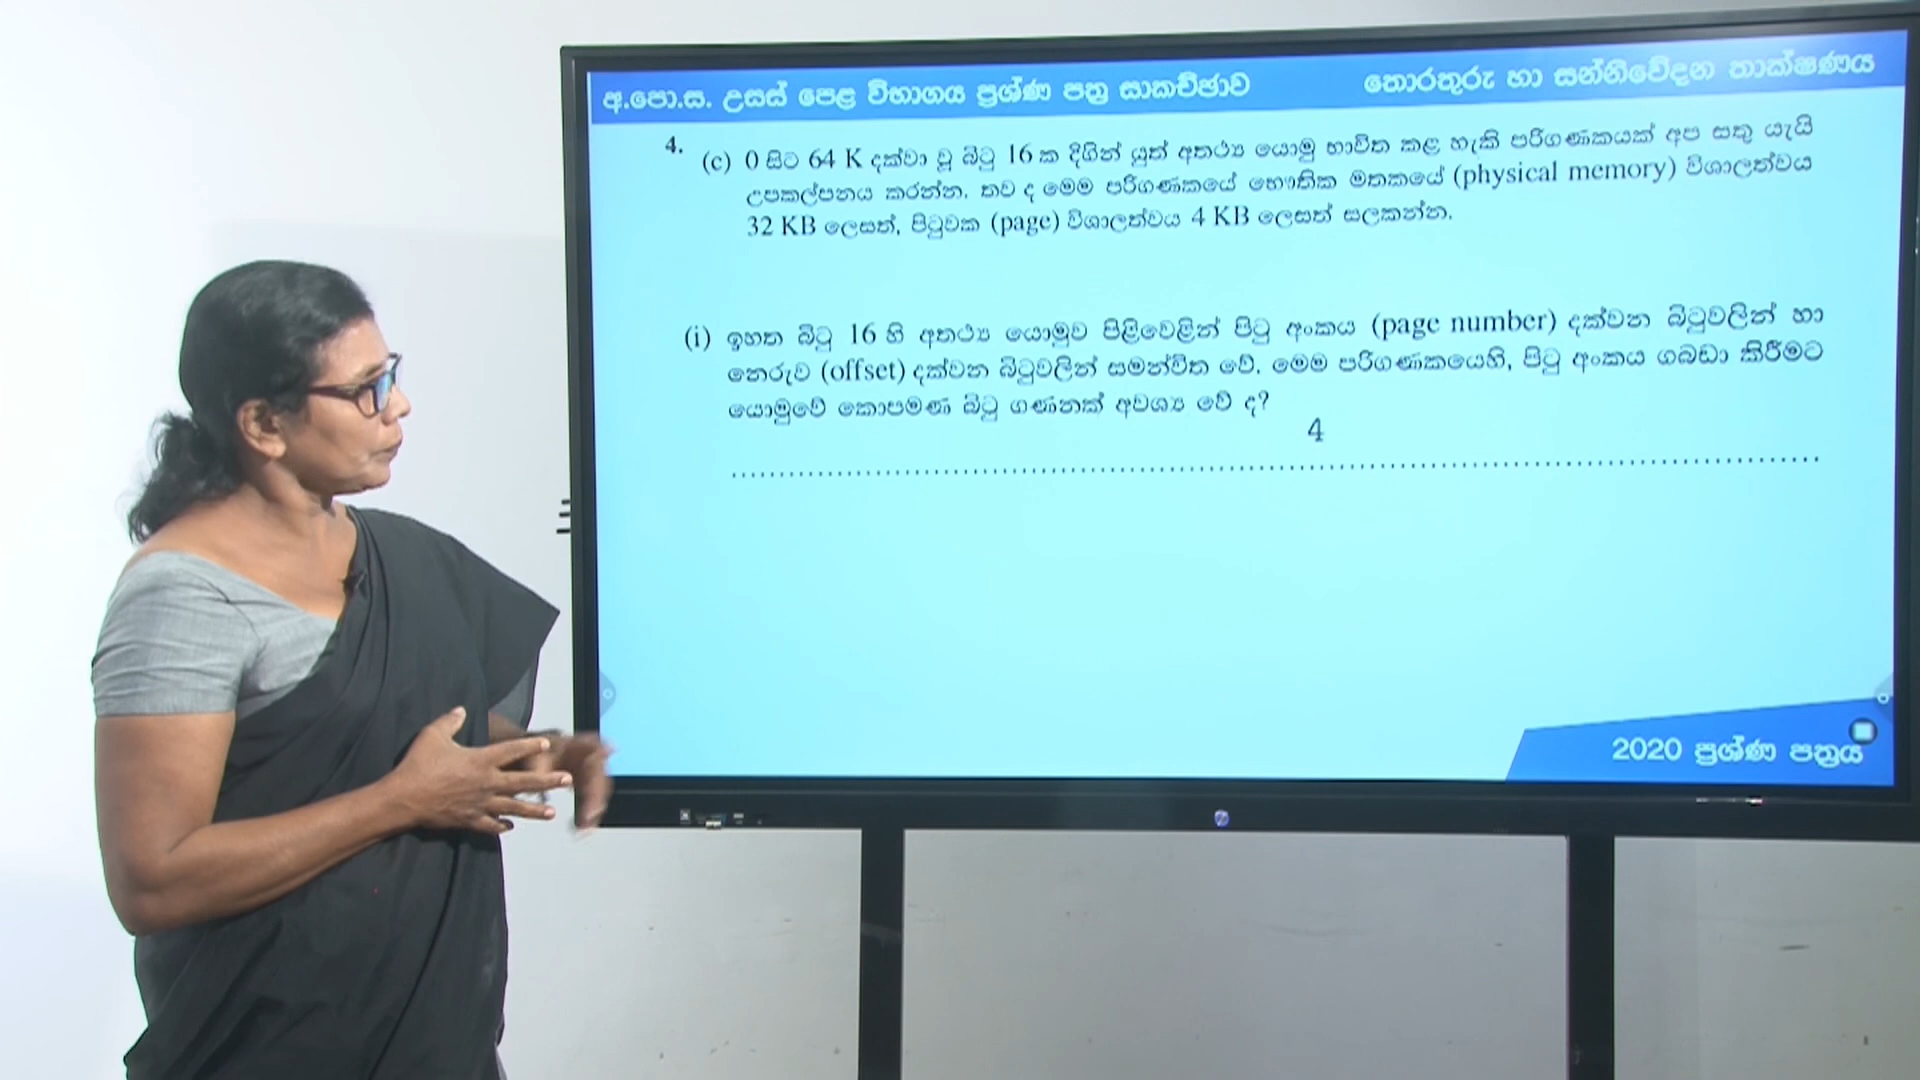 අ.පො.ස. උසස් පෙළ විභාගය ප්‍රශ්ණ පත්‍ර සාකච්ඡාව
තොරතුරු හා සන්නිවේදන තාක්ෂණය
4.
(c) 0 සිට 64 K දක්වා වූ බිටු 16 ක දිගින් යුත් අතථ්‍ය යොමු භාවිත කළ හැකි පරිගණකයක් අප සතු යැයි
උපකල්පනය කරන්න. තව ද මෙම පරිගණකයේ භෞතික මතකයේ (physical memory) විශාලත්වය
32 KB ලෙසත්, පිටුවක (page) විශාලත්වය 4 KB ලෙසත් සලකන්න.
(i) ඉහත බිටු 16 හි අතථ්‍ය යොමුව පිළිවෙළින් පිටු අංකය (page number) දක්වන බිටුවලින් හා
නෙරුව (offset) දක්වන බිටුවලින් සමන්විත වේ. මෙම පරිගණකයෙහි, පිටු අංකය ගබඩා කිරීමට
යොමුවේ කොපමණ බිටු ගණනක් අවශ්‍ය වේ ද?
4
..........................................................................................
2020 ප්‍රශ්ණ පත්‍රය